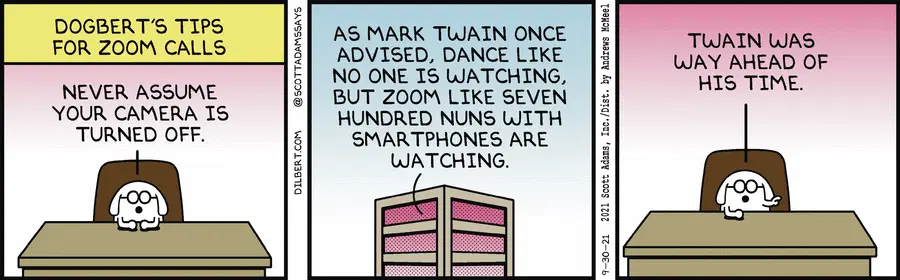 DOGBERT'S TIPS
FOR ZOOM CALLS
NEVER ASSUME
YOUR CAMERA IS
TURNED OFF.
DILBERT.COM @SCOTTADAMSSAYS
AS MARK TWAIN ONCE
ADVISED, DANCE LIKE
NO ONE IS WATCHING,
BUT ZOOM LIKE SEVEN
HUNDRED NUNS WITH
SMARTPHONES ARE
WATCHING.
9-30-21 2021 Scott Adams, Inc./Dist. by Andrews McMeel
TWAIN WAS
WAY AHEAD OF
HIS TIME.